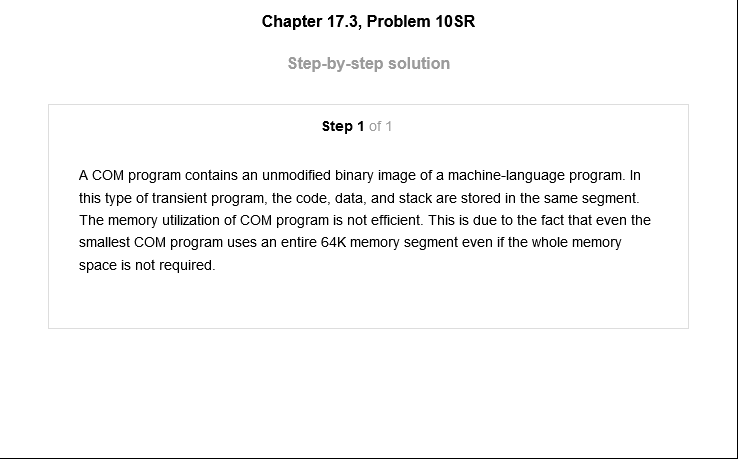 Chapter 17.3, Problem 10SR
Step-by-step solution
Step 1 of 1
A COM program contains an unmodified binary image of a machine-language program. In
this type of transient program, the code, data, and stack are stored in the same segment.
The memory utilization of COM program is not efficient. This is due to the fact that even the
smallest COM program uses an entire 64K memory segment even if the whole memory
space is not required.